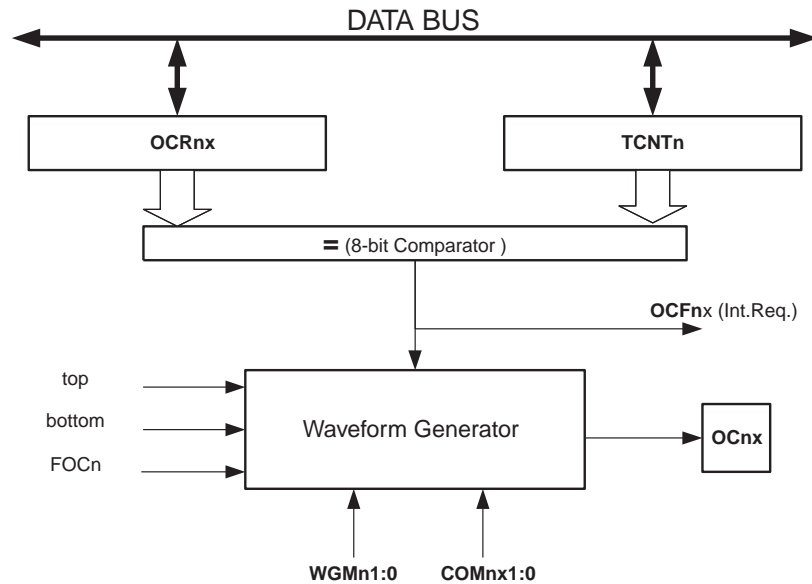 DATA BUS
OCRnx
TCNTn
= (8-bit Comparator )
OCFnx (Int.Req.)
top
bottom
FOCn
Waveform Generator
OCnx
WGMn1:0
COMnx1:0